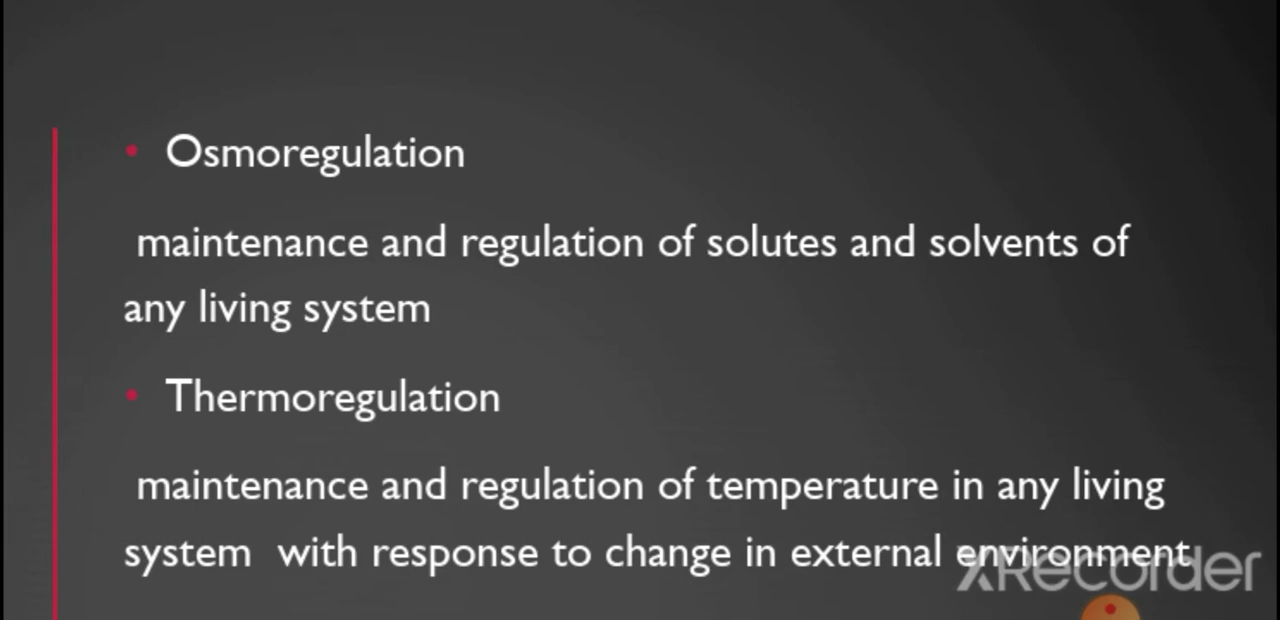 • Osmoregulation
maintenance and regulation of solutes and solvents of
any living system
• Thermoregulation
maintenance and regulation of temperature in any living
system with response to change in external environment
XRecorder